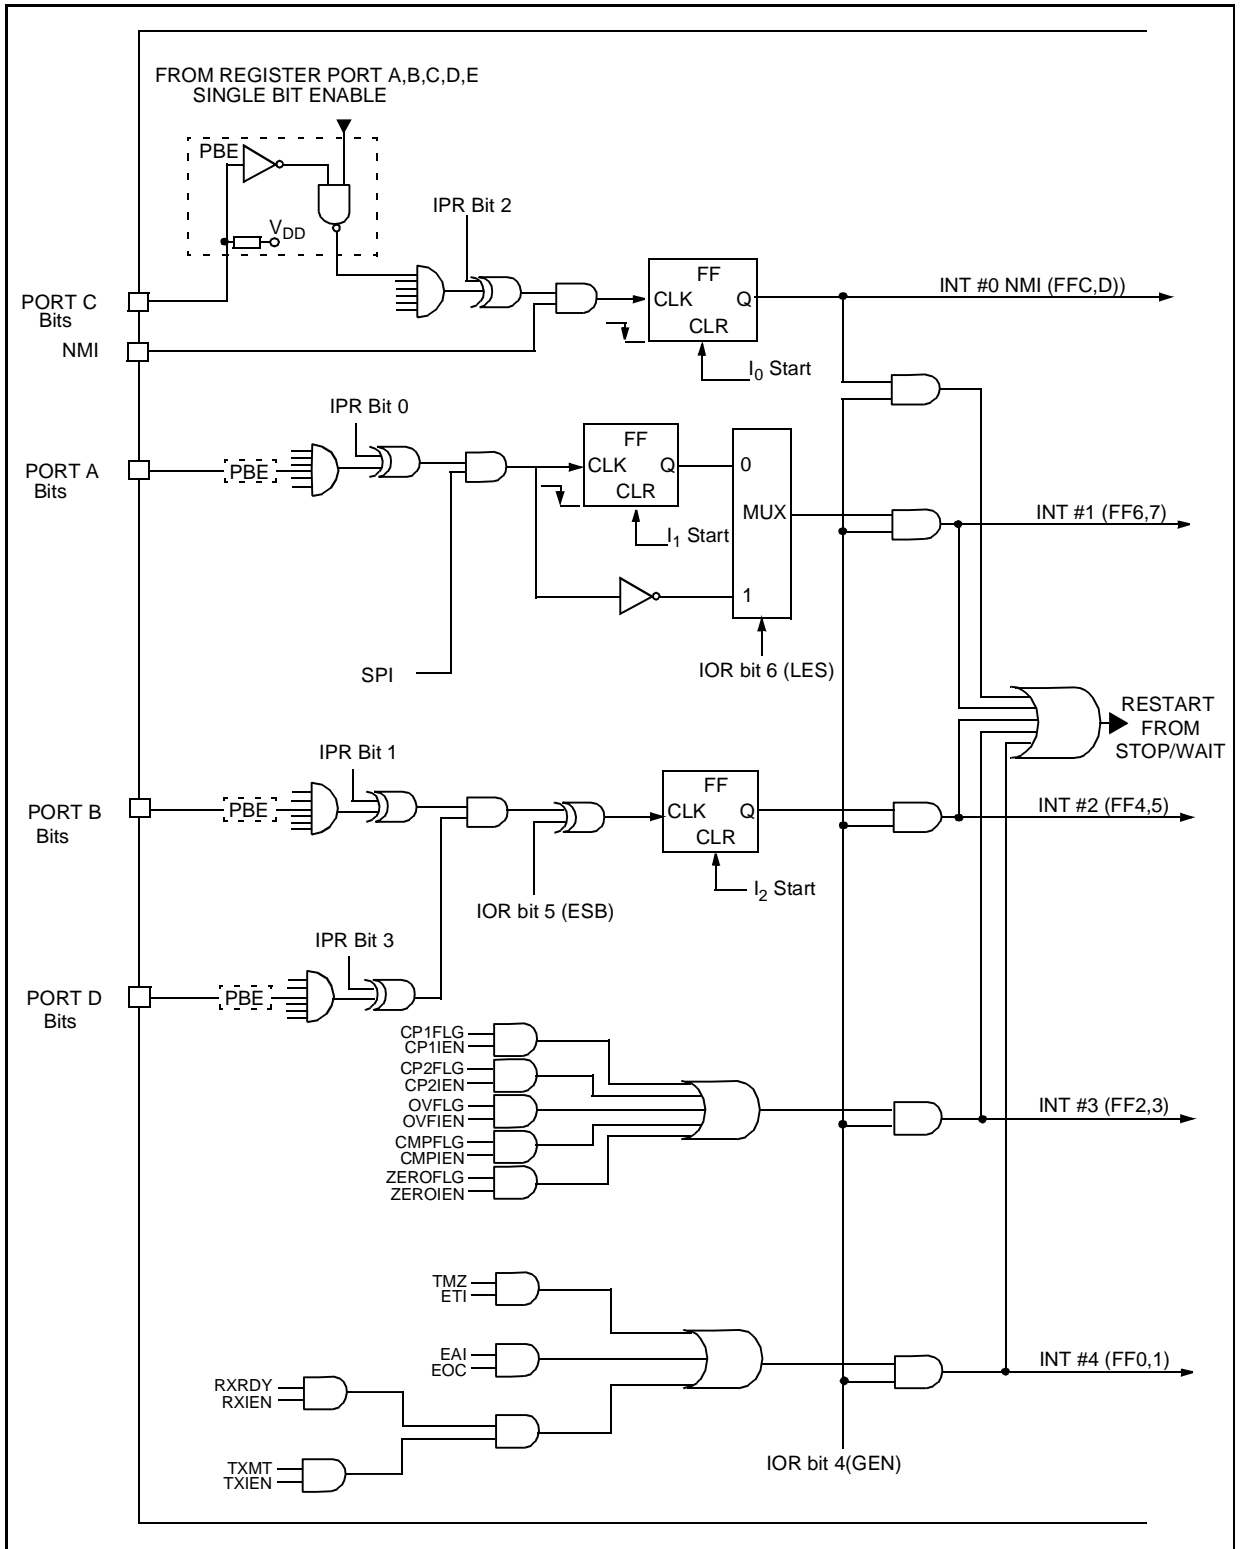 FROM REGISTER PORT A,B,C,D,E
SINGLE BIT ENABLE
PBE
VDD
IPR Bit 2
FF
CLK Q
CLR
INT #0 NMI (FFC,D))
PORT C
Bits
NMI
I0 Start
IPR Bit 0
PORT A
Bits
PBE
FF
CLK Q
CLR
0
MUX
1
INT #1 (FF6,7)
I1 Start
SPI
IOR bit 6 (LES)
RESTART
FROM
STOP/WAIT
IPR Bit 1
PORT B
Bits
PBE
FF
CLK Q
CLR
INT #2 (FF4,5)
I2 Start
IOR bit 5 (ESB)
IPR Bit 3
PORT D
Bits
PBE
CP1FLG
CP1IEN
CP2FLG
CP2IEN
OVFLG
OVFIEN
CMPFLG
CMPIEN
ZEROFLG
ZEROIEN
INT #3 (FF2,3)
TMZ
ETI
EAI
EOC
RXRDY
RXIEN
TXMT
TXIEN
INT #4 (FF0,1)
IOR bit 4(GEN)